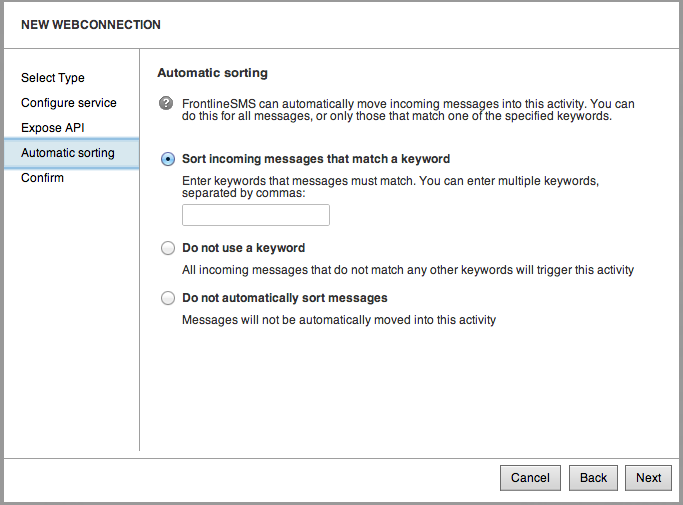 NEW WEBCONNECTION
Select Type
Configure service
Expose API
Automatic sorting
Confirm
Automatic sorting
? FrontlineSMS can automatically move incoming messages into this activity. You can
do this for all messages, or only those that match one of the specified keywords.
Sort incoming messages that match a keyword
Enter keywords that messages must match. You can enter multiple keywords,
separated by commas:
Do not use a keyword
All incoming messages that do not match any other keywords will trigger this activity
Do not automatically sort messages
Messages will not be automatically moved into this activity
Cancel Back Next